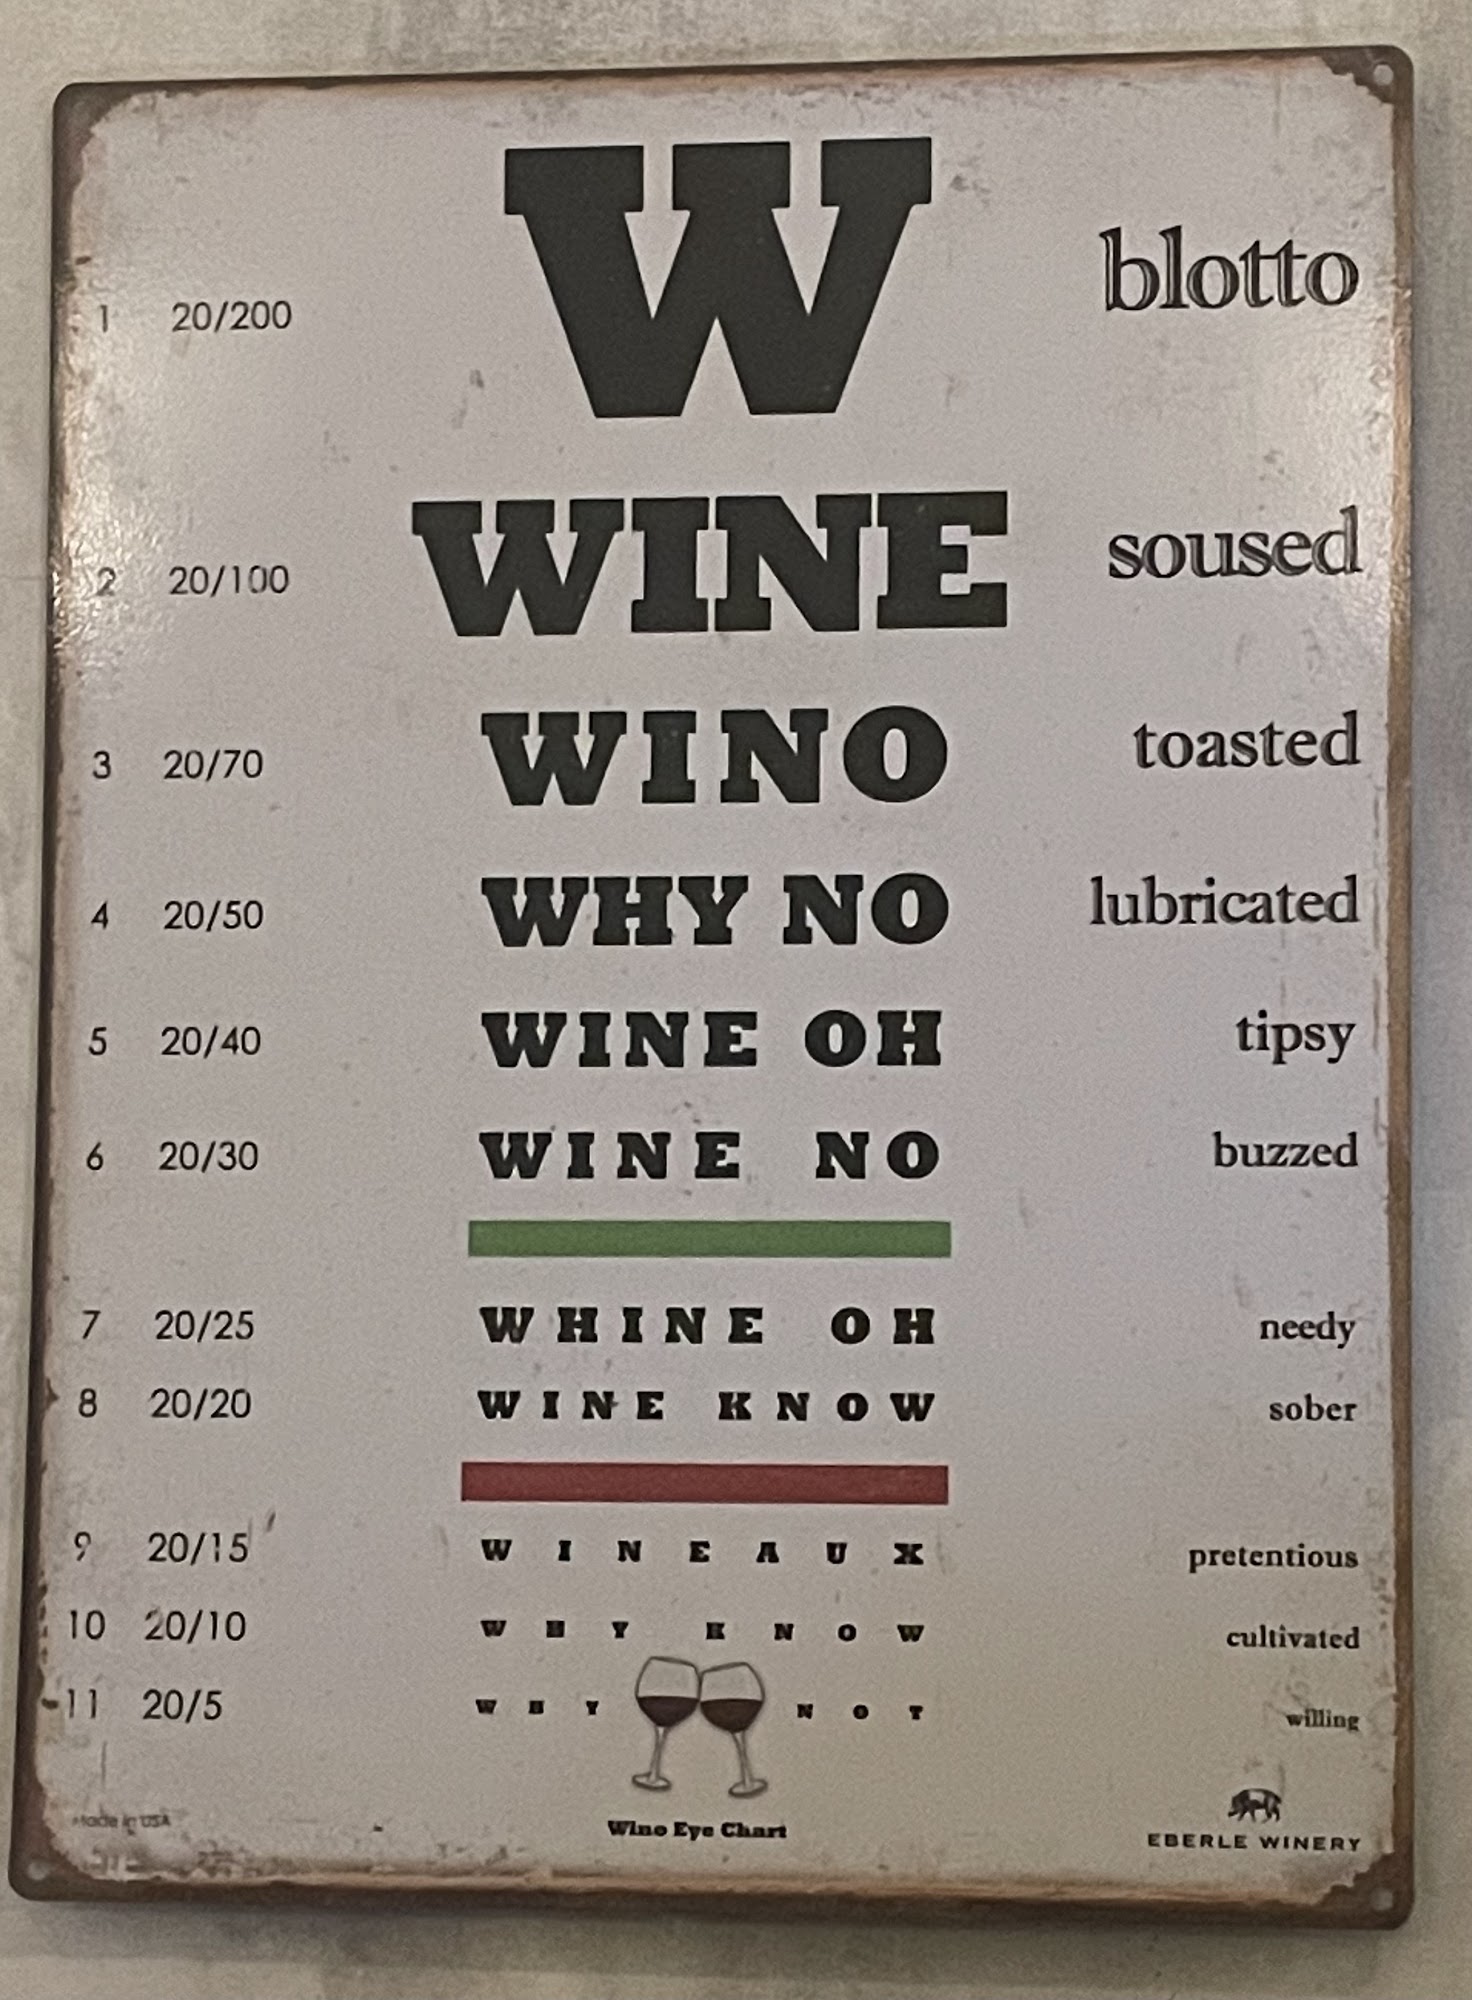 W
1 20/200 blotto
2 20/100 WINE soused
3 20/70 WINO toasted
4 20/50 WHY NO lubricated
5 20/40 WINE OH tipsy
6 20/30 WINE NO buzzed
7 20/25 WHINE OH needy
8 20/20 WINE KNOW sober
9 20/15 WINEAUX pretentious
10 20/10 WHY KNOW cultivated
11 20/5 WHY NOT willing
Made in USA
Wino Eye Chart
EBERLE WINERY